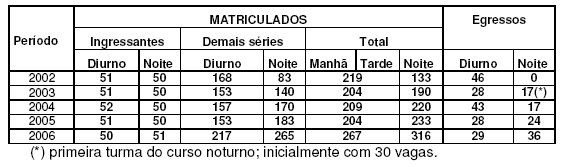 MATRICULADOS Egressos
Período Ingressantes Demais séries Total
Diurno Noite Diurno Noite Manhã Tarde Noite Diurno Noite
2002 51 50 168 83 219 133 46 0
2003 51 50 153 140 204 190 28 17(*)
2004 52 50 157 170 209 220 43 17
2005 51 50 153 183 204 233 28 24
2006 50 51 217 265 267 316 29 36
(*) primeira turma do curso noturno; inicialmente com 30 vagas.